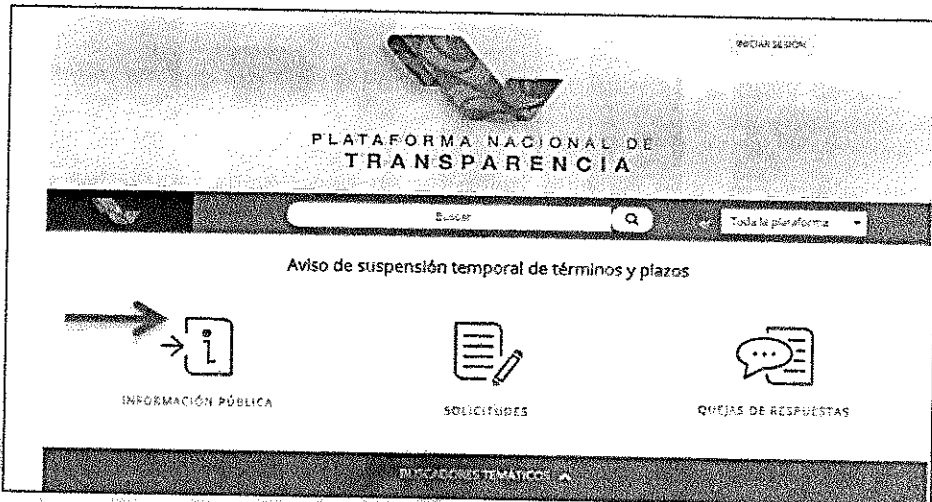 INICIAR SESIÓN
PLATAFORMA NACIONAL DE
TRANSPARENCIA
Buscar
Toda la plataforma
Aviso de suspensión temporal de términos y plazos
INFORMACIÓN PÚBLICA
SOLICITUDES
QUEJAS DE RESPUESTAS
BUSCADORES TEMÁTICOS